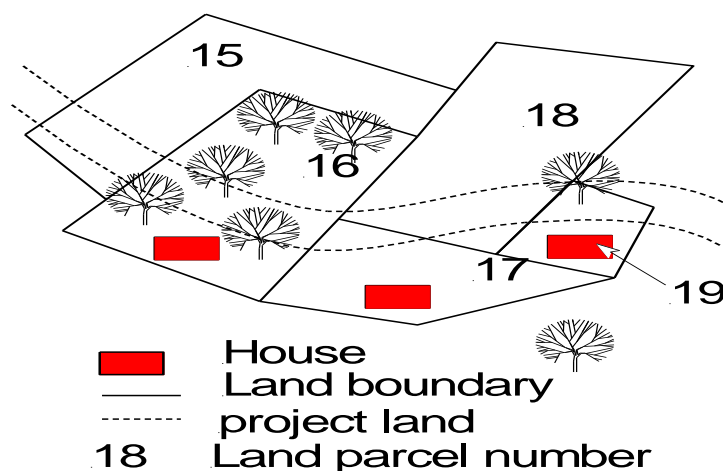 15
18
16
17
19
House
Land boundary
project land
18 Land parcel number